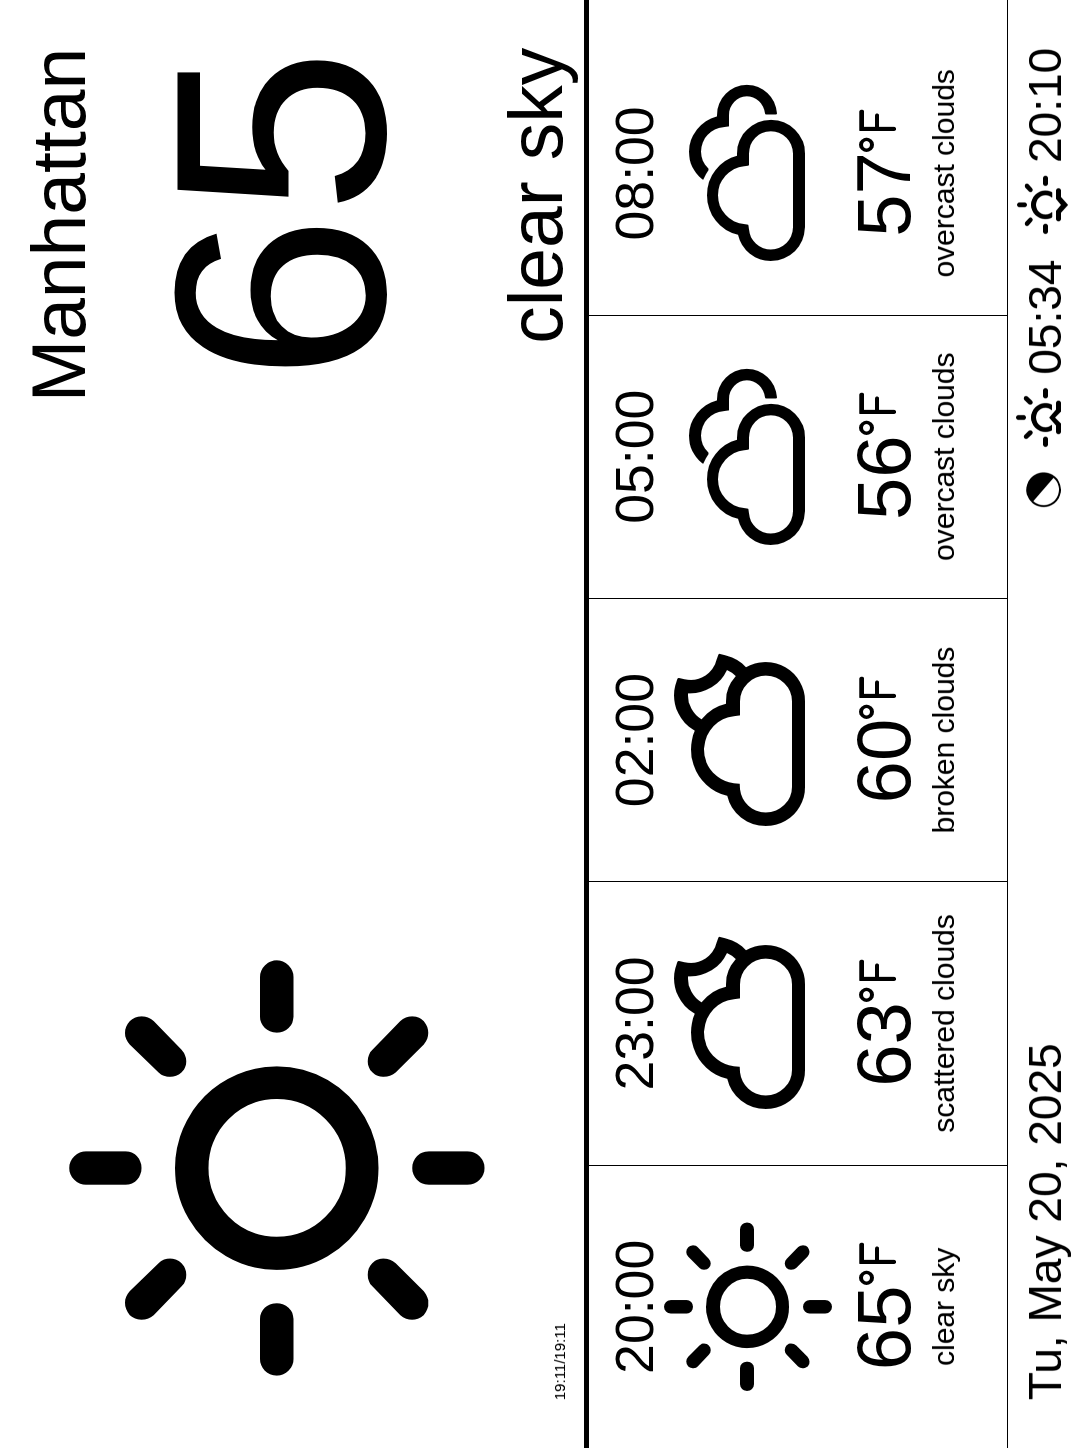 Manhattan
65
clear sky
19:11/19:11
20:00 23:00 02:00 05:00 08:00
65°F 63°F 60°F 56°F 57°F
clear sky scattered clouds broken clouds overcast clouds overcast clouds
Tu, May 20, 2025 05:34 20:10